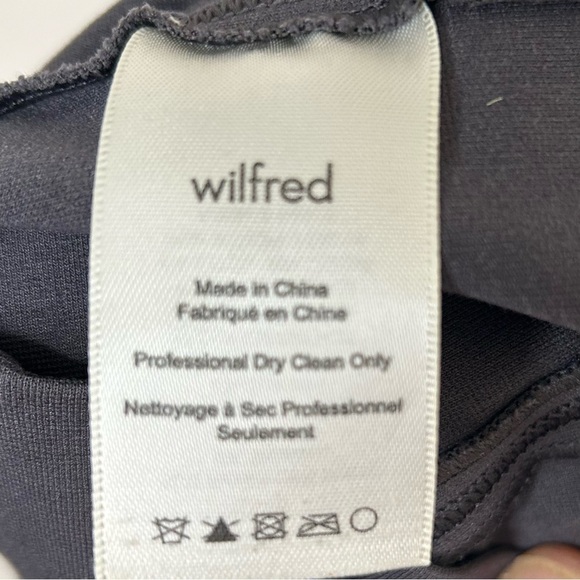 wilfred
Made in China
Fabriqué en Chine
Professional Dry Clean Only
Nettoyage à Sec Professionnel
Seulement